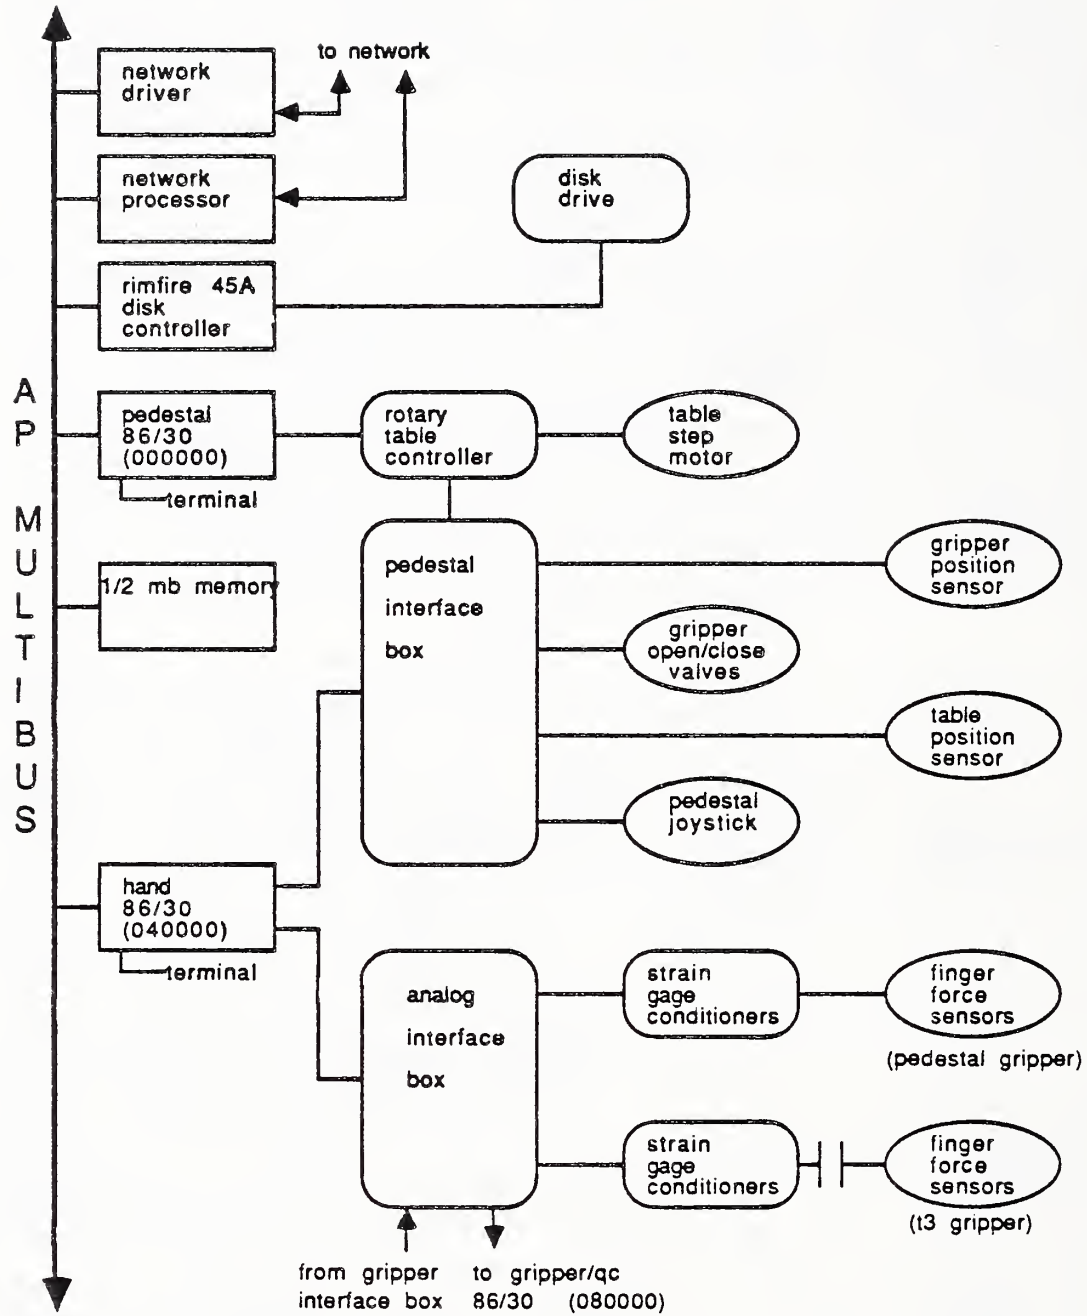 to network
network
driver
network
processor
disk
drive
rimfire 45A
disk
controller
AP MULTIBUS
pedestal
86/30
(000000)
terminal
rotary
table
controller
table
step
motor
1/2 mb memory
pedestal
interface
box
gripper
position
sensor
gripper
open/close
valves
table
position
sensor
pedestal
joystick
hand
86/30
(040000)
terminal
analog
interface
box
strain
gage
conditioners
finger
force
sensors
(pedestal gripper)
strain
gage
conditioners
finger
force
sensors
(t3 gripper)
from gripper
interface box
to gripper/qc
86/30 (080000)